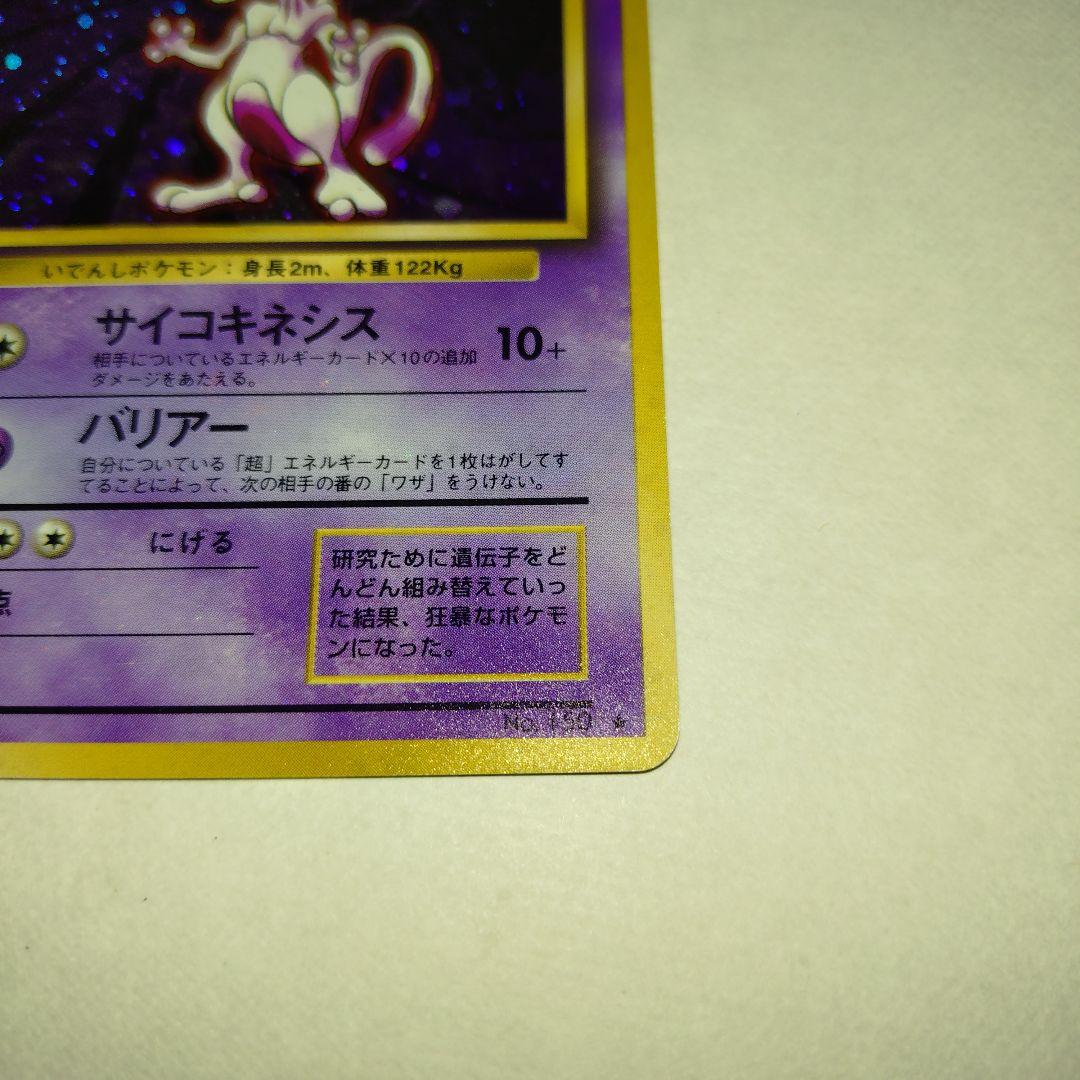 いでんしポケモン：身長2m、体重122Kg
サイコキネシス 10+
相手についているエネルギーカード×10の追加
ダメージをあたえる。
バリアー
自分についている「超」エネルギーカードを1枚はがしてす
てることによって、次の相手の番の「ワザ」をうけない。
にげる
点
研究ために遺伝子をど
んどん組み替えていっ
た結果、狂暴なポケモ
ンになった。
No. 150 ★